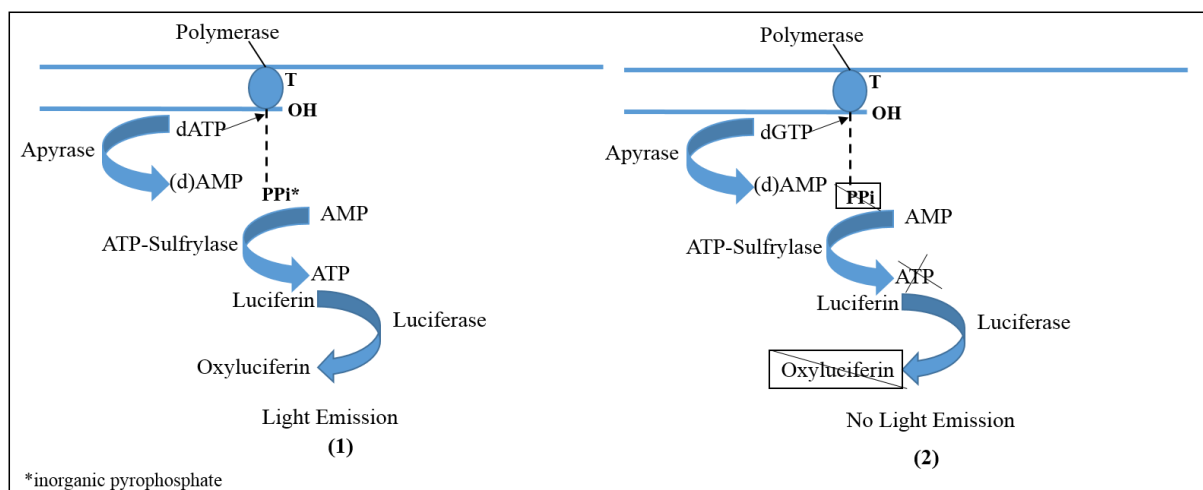 Polymerase
T
OH
dATP
Apyrase
(d)AMP
PPi*
AMP
ATP-Sulfrylase
ATP
Luciferin
Luciferase
Oxyluciferin
Light Emission
(1)
*inorganic pyrophosphate
Polymerase
T
OH
dGTP
Apyrase
(d)AMP
PPi
AMP
ATP-Sulfrylase
ATP
Luciferin
Luciferase
Oxyluciferin
No Light Emission
(2)